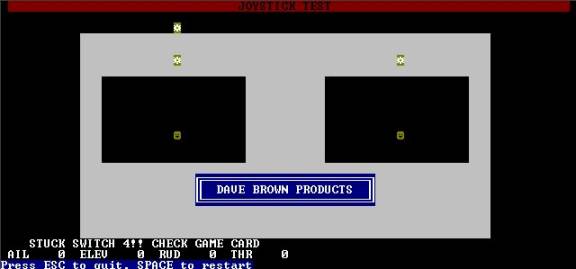 JOYSTICK TEST
DAVE BROWN PRODUCTS
STUCK SWITCH 4!! CHECK GAME CARD
AIL 0 ELEV 0 RUD 0 THR 0
Press ESC to quit, SPACE to restart